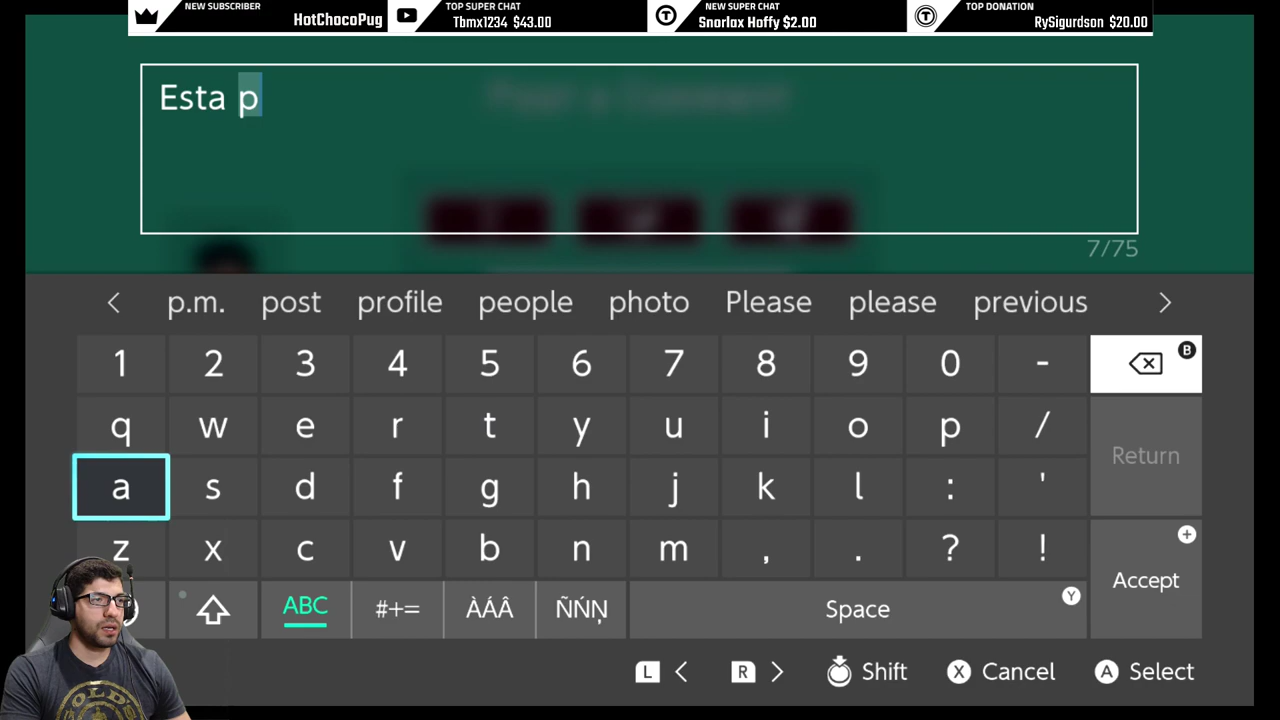 NEW SUBSCRIBER
HotChocoPug
TOP SUPER CHAT
Tbmx1234 $43.00
NEW SUPER CHAT
Snorlax Hoffy $2.00
TOP DONATION
RySigurdson $20.00
Esta p
7/75
< p.m. post profile people photo Please please previous >
1 2 3 4 5 6 7 8 9 0 - B
q w e r t y u i o p /
Return
a s d f g h j k l : '
z x c v b n m , . ? ! +
Accept
ABC #+= ÀÁÂ ÑŃŅ Space Y
L < R > Shift X Cancel A Select
GOLD'S